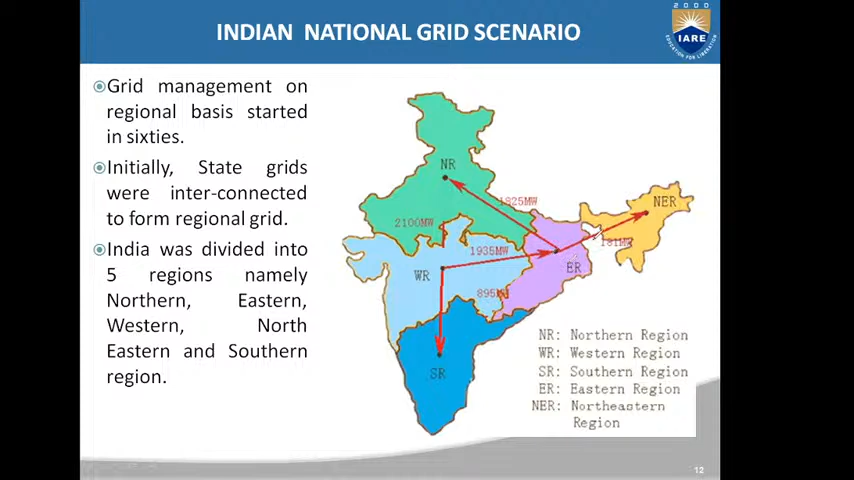 INDIAN NATIONAL GRID SCENARIO
2000
IARE
EDUCATION FOR LIBERATION
Grid management on
regional basis started
in sixties.
Initially, State grids
were inter-connected
to form regional grid.
India was divided into
5 regions namely
Northern, Eastern,
Western, North
Eastern and Southern
region.
NR
1825MW
NER
2100MW
181MW
1935MW
WR
ER
895MW
SR
NR: Northern Region
WR: Western Region
SR: Southern Region
ER: Eastern Region
NER: Northeastern
Region
12